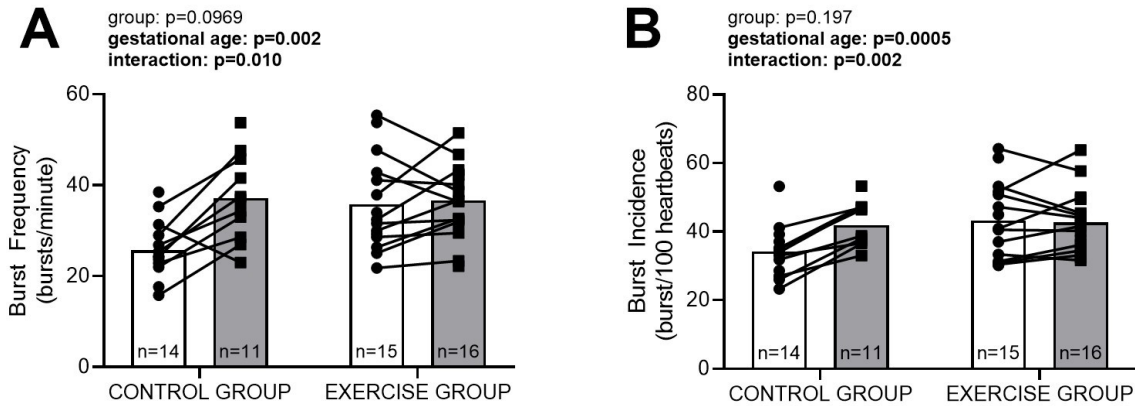 A
group: p=0.0969
gestational age: p=0.002
interaction: p=0.010
Burst Frequency
(bursts/minute)
60
40
20
0
n=14
n=11
n=15
n=16
CONTROL GROUP
EXERCISE GROUP
B
group: p=0.197
gestational age: p=0.0005
interaction: p=0.002
Burst Incidence
(burst/100 heartbeats)
80
60
40
20
0
n=14
n=11
n=15
n=16
CONTROL GROUP
EXERCISE GROUP